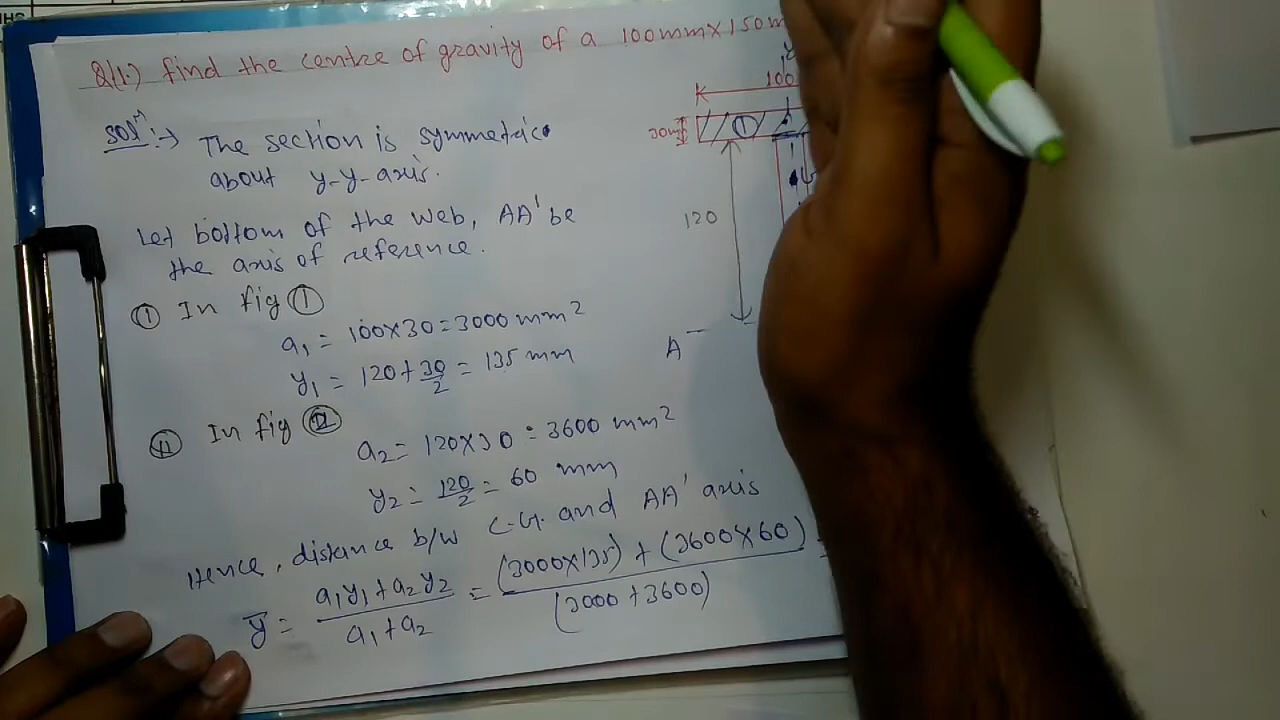 Q(1.) find the centre of gravity of a 100mm×150m
Solⁿ:→ The section is symmetric
about y-y-axis.
Let bottom of the web, AA' be
the axis of reference.
① In fig ①
a₁ = 100×30 = 3000 mm²
y₁ = 120+30/2 = 135 mm
② In fig ②
a₂ = 120×30 = 3600 mm²
y₂ = 120/2 = 60 mm
Hence, distance b/w C.G. and AA' axis
ȳ = a₁y₁+a₂y₂/a₁+a₂ = (3000×135) + (3600×60)/(3000+3600)
100
30m
①
120
A